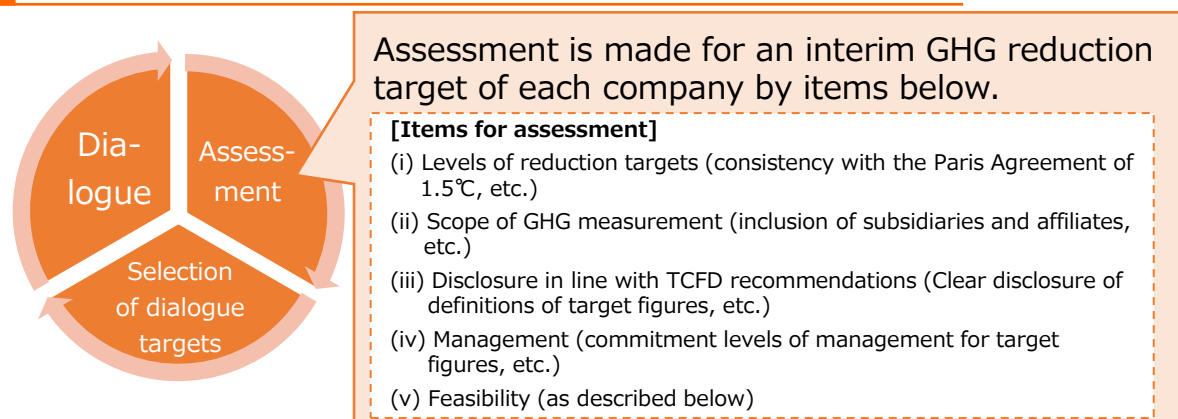 Assessment is made for an interim GHG reduction
target of each company by items below.
[Items for assessment]
(i) Levels of reduction targets (consistency with the Paris Agreement of
1.5℃, etc.)
(ii) Scope of GHG measurement (inclusion of subsidiaries and affiliates,
etc.)
(iii) Disclosure in line with TCFD recommendations (Clear disclosure of
definitions of target figures, etc.)
(iv) Management (commitment levels of management for target
figures, etc.)
(v) Feasibility (as described below)
Dia-
logue
Assess-
ment
Selection
of dialogue
targets